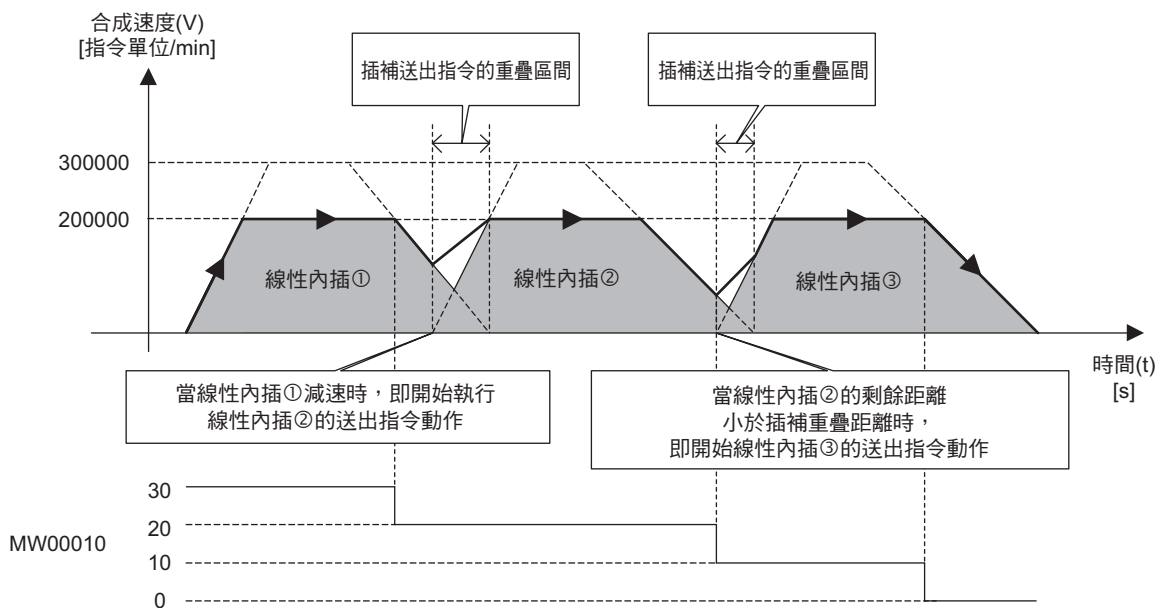 合成速度(V)
[指令單位/min]
插補送出指令的重疊區間
插補送出指令的重疊區間
300000
200000
線性內插①
線性內插②
線性內插③
時間(t)
[s]
當線性內插①減速時，即開始執行
線性內插②的送出指令動作
當線性內插②的剩餘距離
小於插補重疊距離時，
即開始線性內插③的送出指令動作
MW00010
30
20
10
0